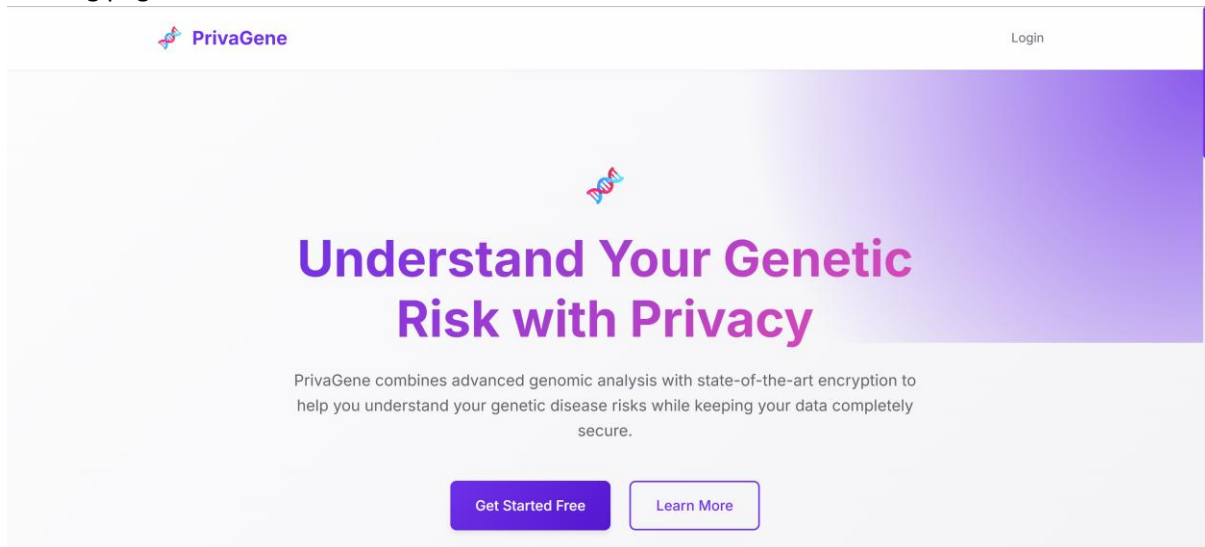 PrivaGene
Login
Understand Your Genetic
Risk with Privacy
PrivaGene combines advanced genomic analysis with state-of-the-art encryption to
help you understand your genetic disease risks while keeping your data completely
secure.
Get Started Free
Learn More